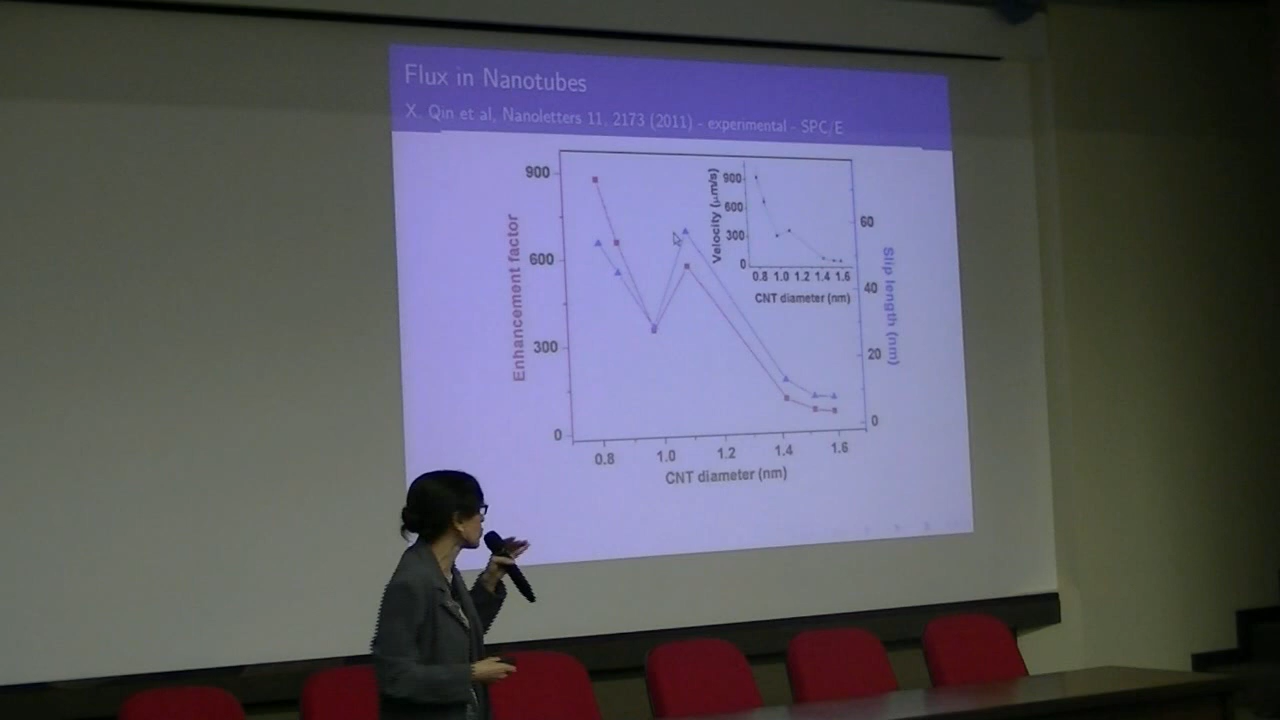 Flux in Nanotubes
X. Qin et al, Nanoletters 11, 2173 (2011) - experimental - SPC/E
900
600
300
0
Enhancement factor
0.8 1.0 1.2 1.4 1.6
CNT diameter (nm)
60
40
20
0
Slip length (nm)
900
600
300
0
Velocity (μm/s)
0.8 1.0 1.2 1.4 1.6
CNT diameter (nm)